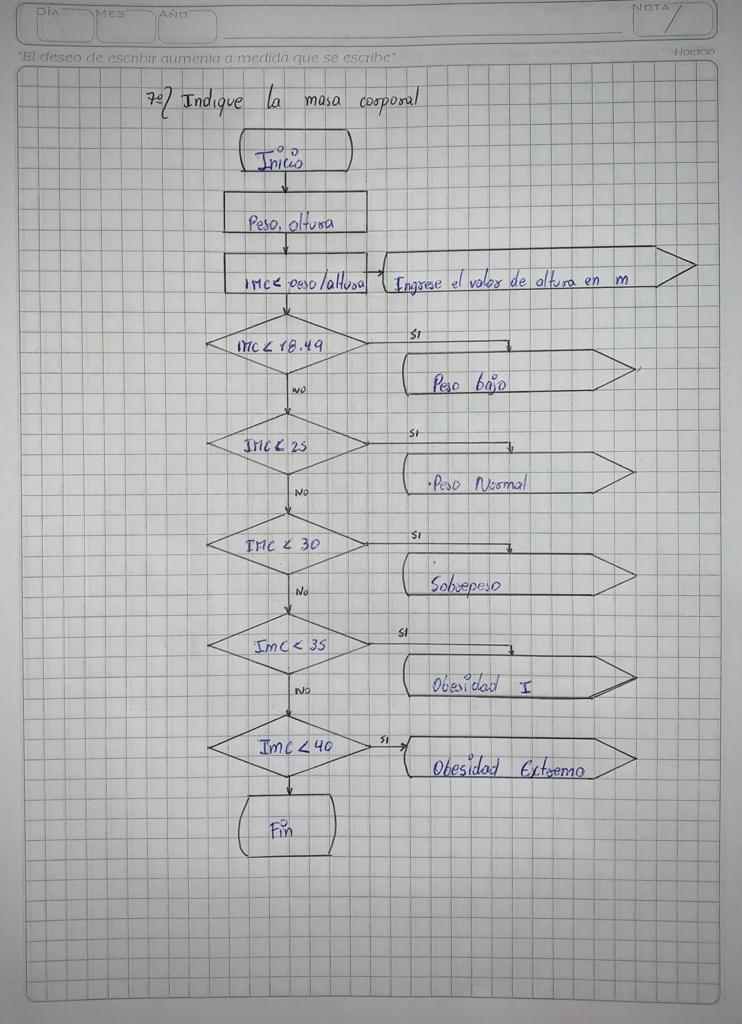 DÍA MES AÑO NOTA
"El deseo de escribir aumenta a medida que se escribe" Horacio
7º) Indique la masa corporal
Inicio
Peso, altura
IMC < peso/altura
Ingrese el valor de altura en m
IMC < 18.49
SI
Peso bajo
NO
IMC < 25
SI
Peso Normal
NO
IMC < 30
SI
Sobrepeso
NO
Imc < 35
SI
Obesidad I
NO
Imc < 40
SI
Obesidad Extrema
Fin